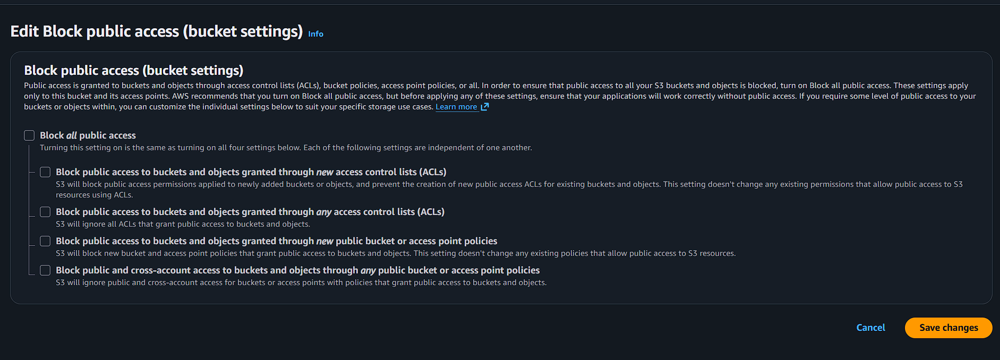 Edit Block public access (bucket settings) Info
Block public access (bucket settings)
Public access is granted to buckets and objects through access control lists (ACLs), bucket policies, access point policies, or all. In order to ensure that public access to all your S3 buckets and objects is blocked, turn on Block all public access. These settings apply
only to this bucket and its access points. AWS recommends that you turn on Block all public access, but before applying any of these settings, ensure that your applications will work correctly without public access. If you require some level of public access to your
buckets or objects within, you can customize the individual settings below to suit your specific storage use cases. Learn more
Block all public access
Turning this setting on is the same as turning on all four settings below. Each of the following settings are independent of one another.
Block public access to buckets and objects granted through new access control lists (ACLs)
S3 will block public access permissions applied to newly added buckets or objects, and prevent the creation of new public access ACLs for existing buckets and objects. This setting doesn't change any existing permissions that allow public access to S3
resources using ACLs.
Block public access to buckets and objects granted through any access control lists (ACLs)
S3 will ignore all ACLs that grant public access to buckets and objects.
Block public access to buckets and objects granted through new public bucket or access point policies
S3 will block new bucket and access point policies that grant public access to buckets and objects. This setting doesn't change any existing policies that allow public access to S3 resources.
Block public and cross-account access to buckets and objects through any public bucket or access point policies
S3 will ignore public and cross-account access for buckets or access points with policies that grant public access to buckets and objects.
Cancel Save changes